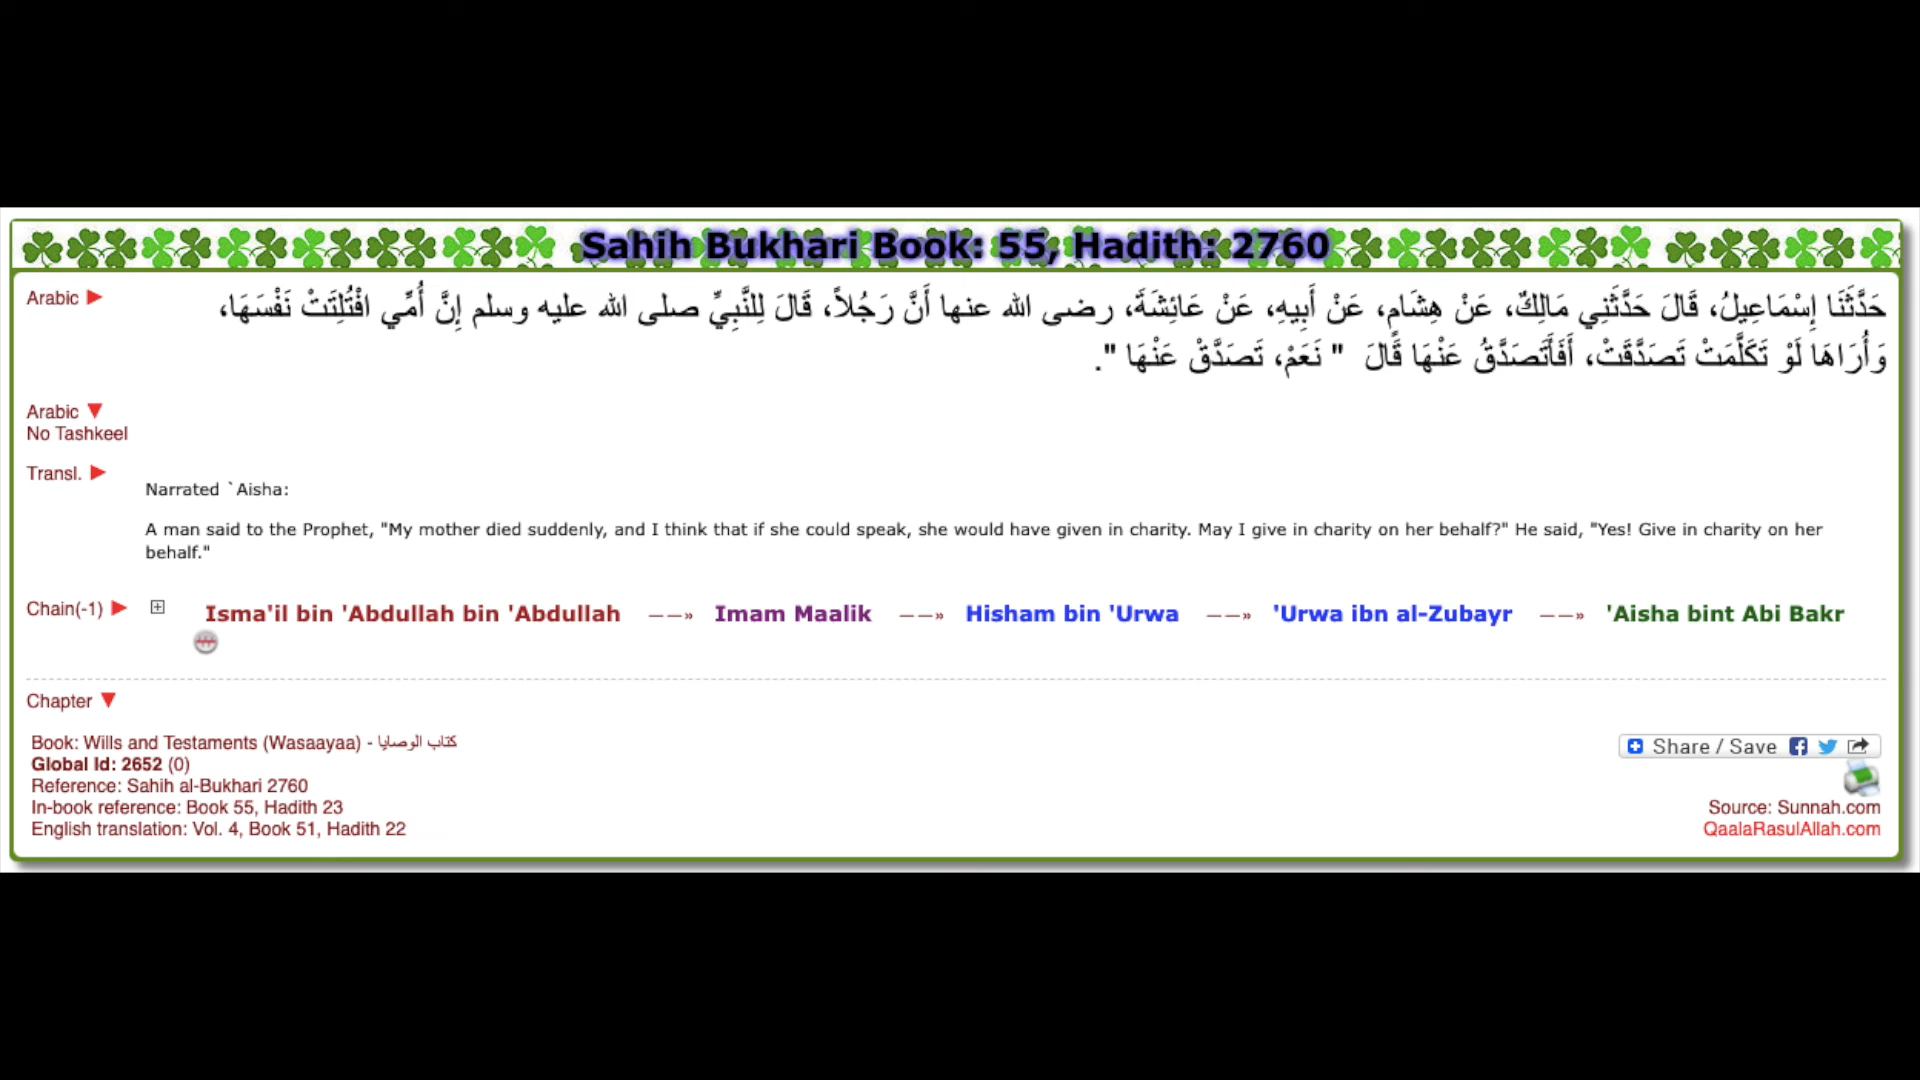 Sahih Bukhari Book: 55, Hadith: 2760
Arabic
حَدَّثَنَا إِسْمَاعِيلُ، قَالَ حَدَّثَنِي مَالِكٌ، عَنْ هِشَامٍ، عَنْ أَبِيهِ، عَنْ عَائِشَةَ، رضى الله عنها أَنَّ رَجُلاً، قَالَ لِلنَّبِيِّ صلى الله عليه وسلم إِنَّ أُمِّي افْتُلِتَتْ نَفْسَهَا،
وَأُرَاهَا لَوْ تَكَلَّمَتْ تَصَدَّقَتْ، أَفَأَتَصَدَّقُ عَنْهَا قَالَ ‏ "‏ نَعَمْ، تَصَدَّقْ عَنْهَا ‏"‏‏.‏
Arabic
No Tashkeel
Transl.
Narrated `Aisha:
A man said to the Prophet, "My mother died suddenly, and I think that if she could speak, she would have given in charity. May I give in charity on her behalf?" He said, "Yes! Give in charity on her
behalf."
Chain(-1) Isma'il bin 'Abdullah bin 'Abdullah ——» Imam Maalik ——» Hisham bin 'Urwa ——» 'Urwa ibn al-Zubayr ——» 'Aisha bint Abi Bakr
Chapter
Book: Wills and Testaments (Wasaayaa) - كتاب الوصايا
Share / Save
Global Id: 2652 (0)
Reference: Sahih al-Bukhari 2760
In-book reference: Book 55, Hadith 23
Source: Sunnah.com
English translation: Vol. 4, Book 51, Hadith 22
QaalaRasulAllah.com